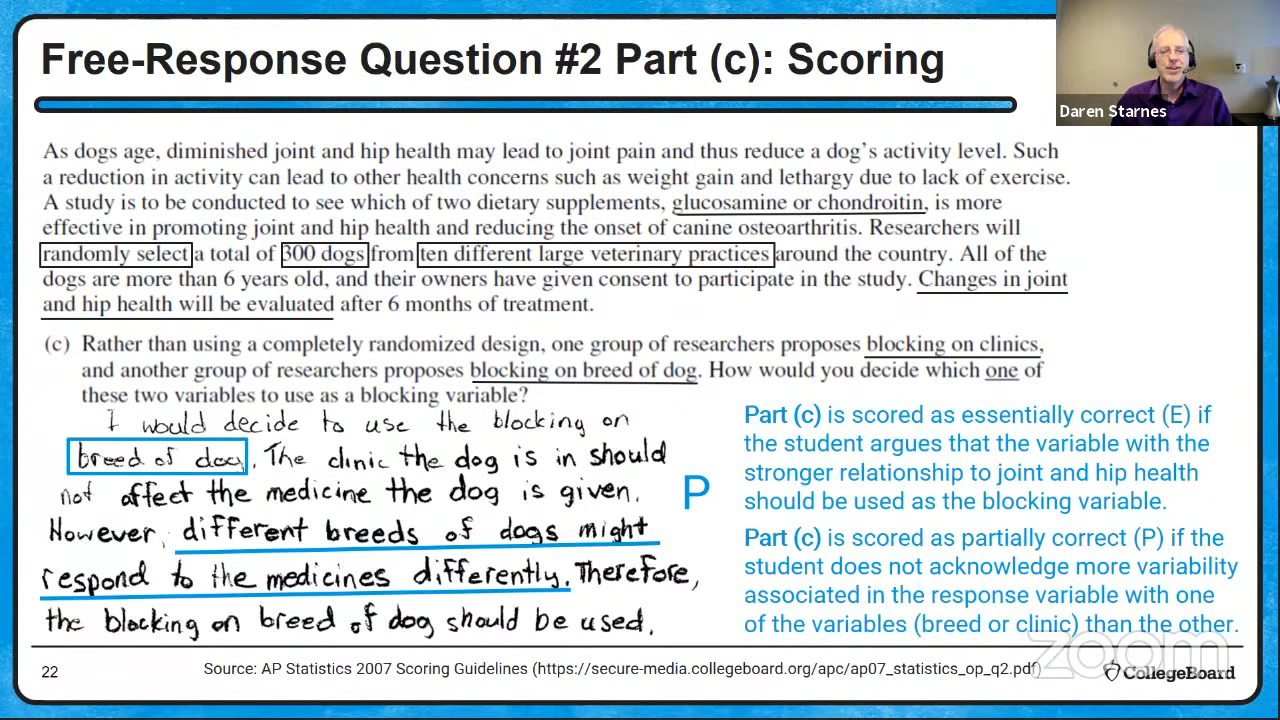 Free-Response Question #2 Part (c): Scoring
Daren Starnes
As dogs age, diminished joint and hip health may lead to joint pain and thus reduce a dog's activity level. Such
a reduction in activity can lead to other health concerns such as weight gain and lethargy due to lack of exercise.
A study is to be conducted to see which of two dietary supplements, glucosamine or chondroitin, is more
effective in promoting joint and hip health and reducing the onset of canine osteoarthritis. Researchers will
randomly select a total of 300 dogs from ten different large veterinary practices around the country. All of the
dogs are more than 6 years old, and their owners have given consent to participate in the study. Changes in joint
and hip health will be evaluated after 6 months of treatment.
(c) Rather than using a completely randomized design, one group of researchers proposes blocking on clinics,
and another group of researchers proposes blocking on breed of dog. How would you decide which one of
these two variables to use as a blocking variable?
I would decide to use the blocking on
breed of dog. The clinic the dog is in should
not affect the medicine the dog is given.
However, different breeds of dogs might
respond to the medicines differently. Therefore,
the blocking on breed of dog should be used.
P
Part (c) is scored as essentially correct (E) if
the student argues that the variable with the
stronger relationship to joint and hip health
should be used as the blocking variable.
Part (c) is scored as partially correct (P) if the
student does not acknowledge more variability
associated in the response variable with one
of the variables (breed or clinic) than the other.
zoom
22
Source: AP Statistics 2007 Scoring Guidelines (https://secure-media.collegeboard.org/apc/ap07_statistics_op_q2.pdf)
CollegeBoard